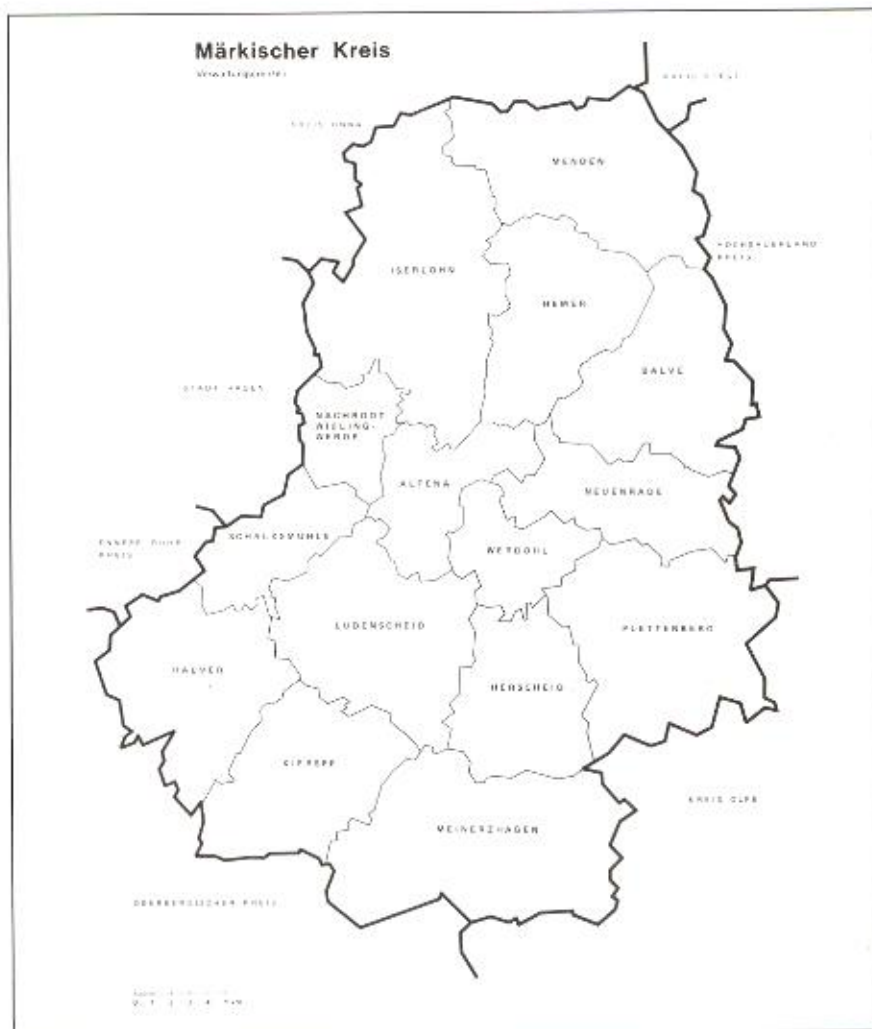 Märkischer Kreis
KREIS UNNA
MENDEN
HOCHSAUERLAND
KREIS
ISERLOHN
HEMER
BALVE
STADT HAGEN
NACHRODT
WIBLING-
WERDE
ALTENA
NEUENRADE
SCHALKSMÜHLE
ENNEPE RUHR
KREIS
WERDOHL
LÜDENSCHEID
PLETTENBERG
HALVER
HERSCHEID
KIERSPE
KREIS OLPE
MEINERZHAGEN
OBERBERGISCHER KREIS